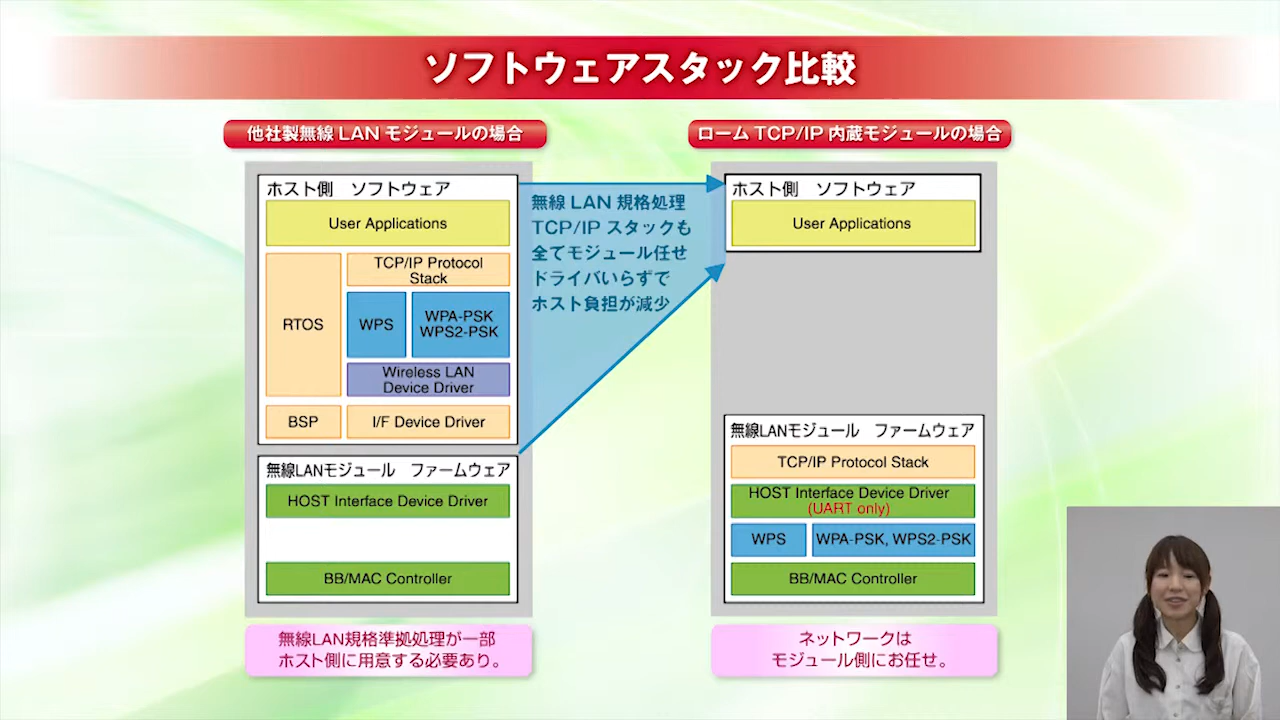 ソフトウェアスタック比較
他社製無線 LAN モジュールの場合
ホスト側 ソフトウェア
User Applications
RTOS
TCP/IP Protocol
Stack
WPS
WPA-PSK
WPS2-PSK
Wireless LAN
Device Driver
BSP
I/F Device Driver
無線LANモジュール ファームウェア
HOST Interface Device Driver
BB/MAC Controller
無線LAN規格準拠処理が一部
ホスト側に用意する必要あり。
無線 LAN 規格処理
TCP/IP スタックも
全てモジュール任せ
ドライバいらずで
ホスト負担が減少
ローム TCP/IP 内蔵モジュールの場合
ホスト側 ソフトウェア
User Applications
無線LANモジュール ファームウェア
TCP/IP Protocol Stack
HOST Interface Device Driver
(UART only)
WPS
WPA-PSK, WPS2-PSK
BB/MAC Controller
ネットワークは
モジュール側にお任せ。